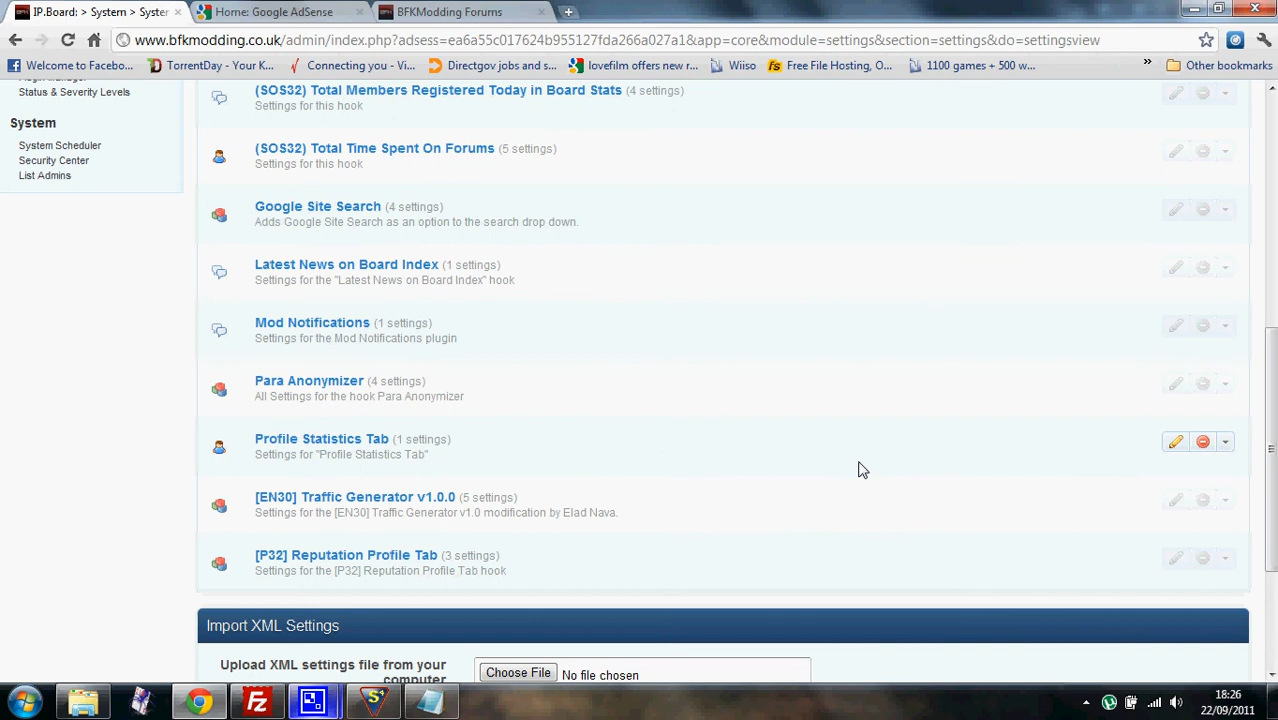 IP.Board: > System > Syster
Home: Google AdSense
BFKModding Forums
www.bfkmodding.co.uk/admin/index.php?adsess=ea6a55c017624b955127fda266a027a1&app=core&module=settings&section=settings&do=settingsview
Welcome to Facebo...
TorrentDay - Your K...
Connecting you - Vi...
Directgov jobs and s...
lovefilm offers new r...
Wiiso
Free File Hosting, O...
1100 games + 500 w...
Other bookmarks
Status & Severity Levels
System
System Scheduler
Security Center
List Admins
(SOS32) Total Members Registered Today in Board Stats (4 settings)
Settings for this hook
(SOS32) Total Time Spent On Forums (5 settings)
Settings for this hook
Google Site Search (4 settings)
Adds Google Site Search as an option to the search drop down.
Latest News on Board Index (1 settings)
Settings for the "Latest News on Board Index" hook
Mod Notifications (1 settings)
Settings for the Mod Notifications plugin
Para Anonymizer (4 settings)
All Settings for the hook Para Anonymizer
Profile Statistics Tab (1 settings)
Settings for "Profile Statistics Tab"
[EN30] Traffic Generator v1.0.0 (5 settings)
Settings for the [EN30] Traffic Generator v1.0 modification by Elad Nava.
[P32] Reputation Profile Tab (3 settings)
Settings for the [P32] Reputation Profile Tab hook
Import XML Settings
Upload XML settings file from your
computer
Choose File No file chosen
18:26
22/09/2011